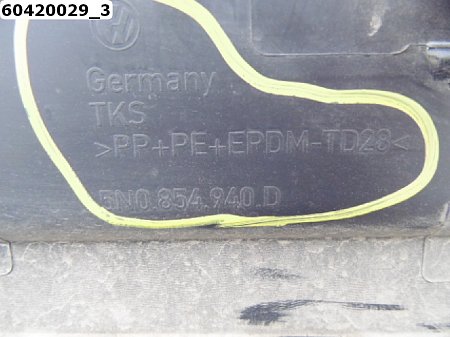 60420029_3
Germany
TKS
>PP+PE+EPDM-TD28<
5N0.854.940.D